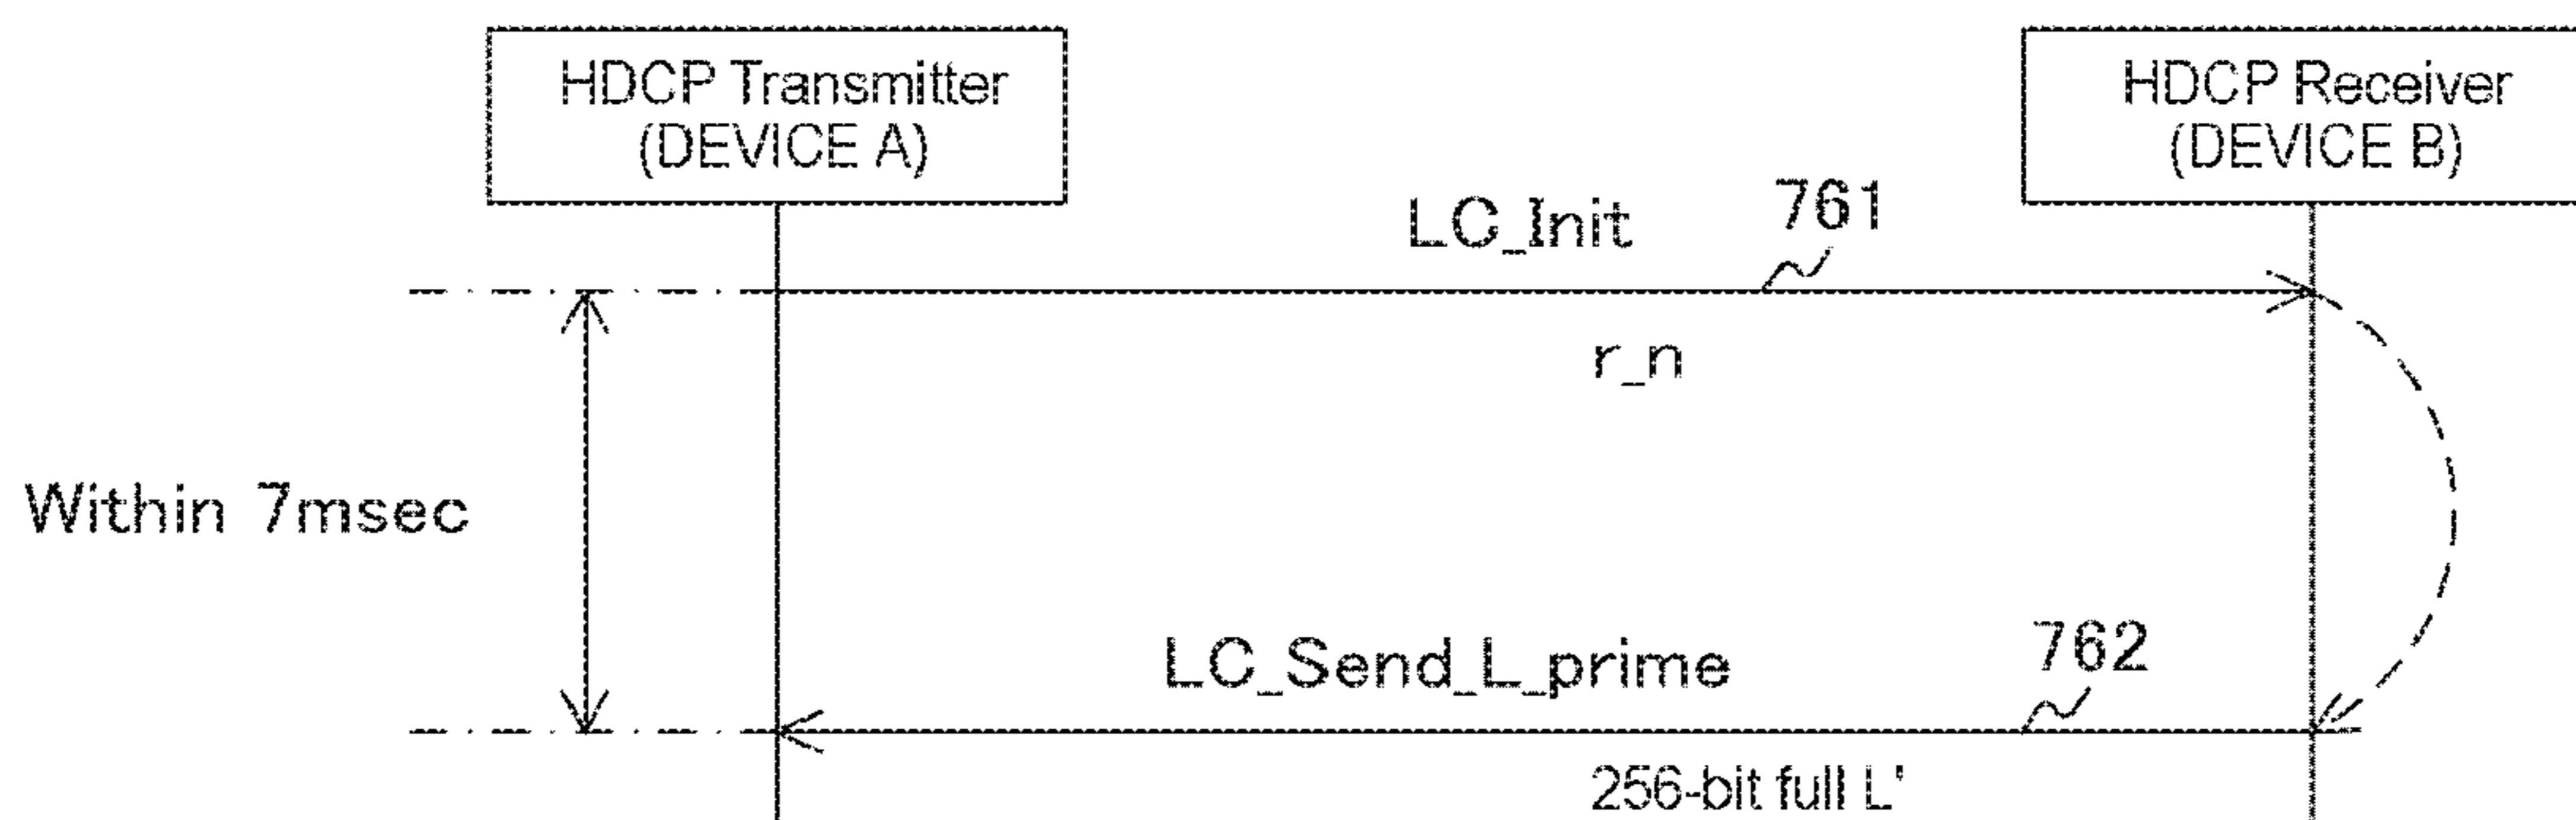 HDCP Transmitter
(DEVICE A)
HDCP Receiver
(DEVICE B)
LC_Init
761
r_n
Within 7msec
LC_Send_L_prime
762
256-bit full L'